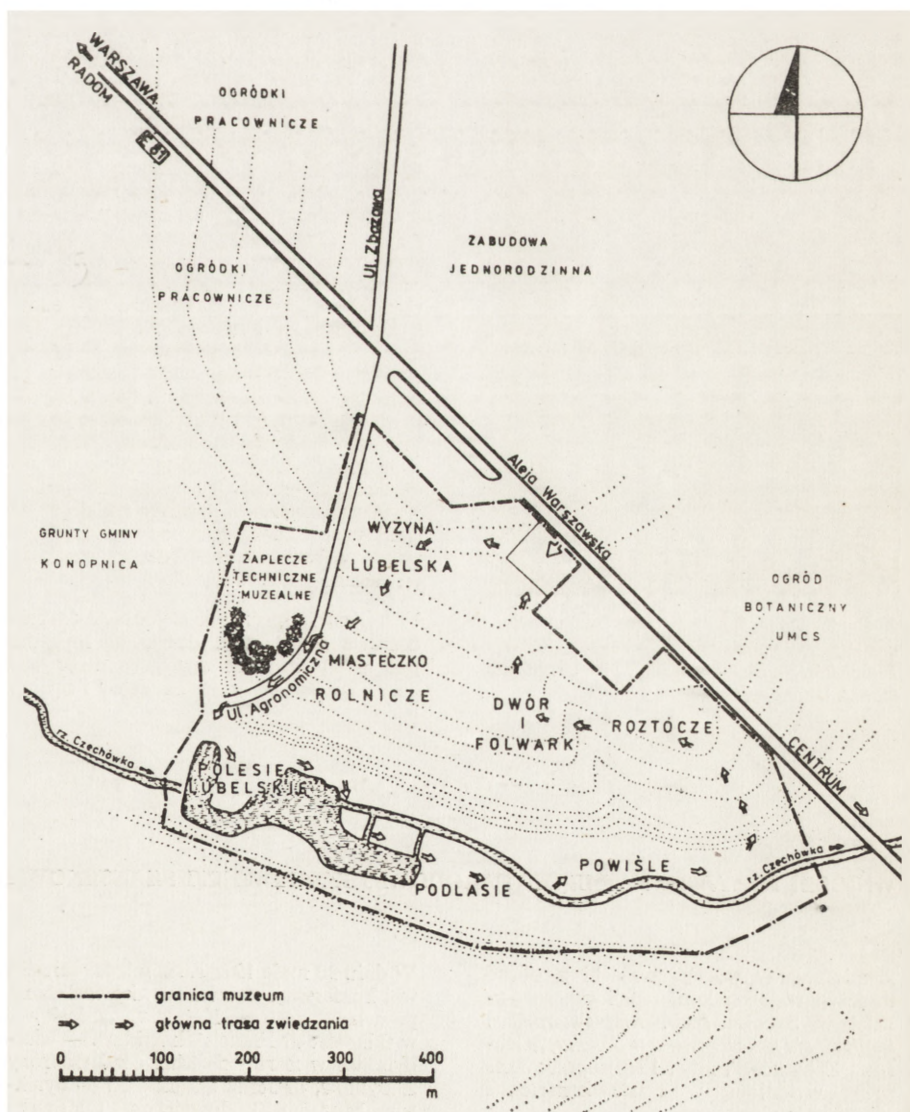 WARSZAWA
RADOM
E 81
OGRÓDKI
PRACOWNICZE
Ul. Zbożowa
ZABUDOWA
JEDNORODZINNA
OGRÓDKI
PRACOWNICZE
Aleja Warszawska
GRUNTY GMINY
KONOPNICA
WYŻYNA
LUBELSKA
ZAPLECZE
TECHNICZNE
MUZEALNE
OGRÓD
BOTANICZNY
UMCS
MIASTECZKO
ROLNICZE
Ul. Agronomiczna
DWÓR
I
FOLWARK
ROZTÓCZE
CENTRUM
rz. Czechówka
POLESIE
LUBELSKIE
PODLASIE
POWIŚLE
rz. Czechówka
granica muzeum
główna trasa zwiedzania
0 100 200 300 400
m